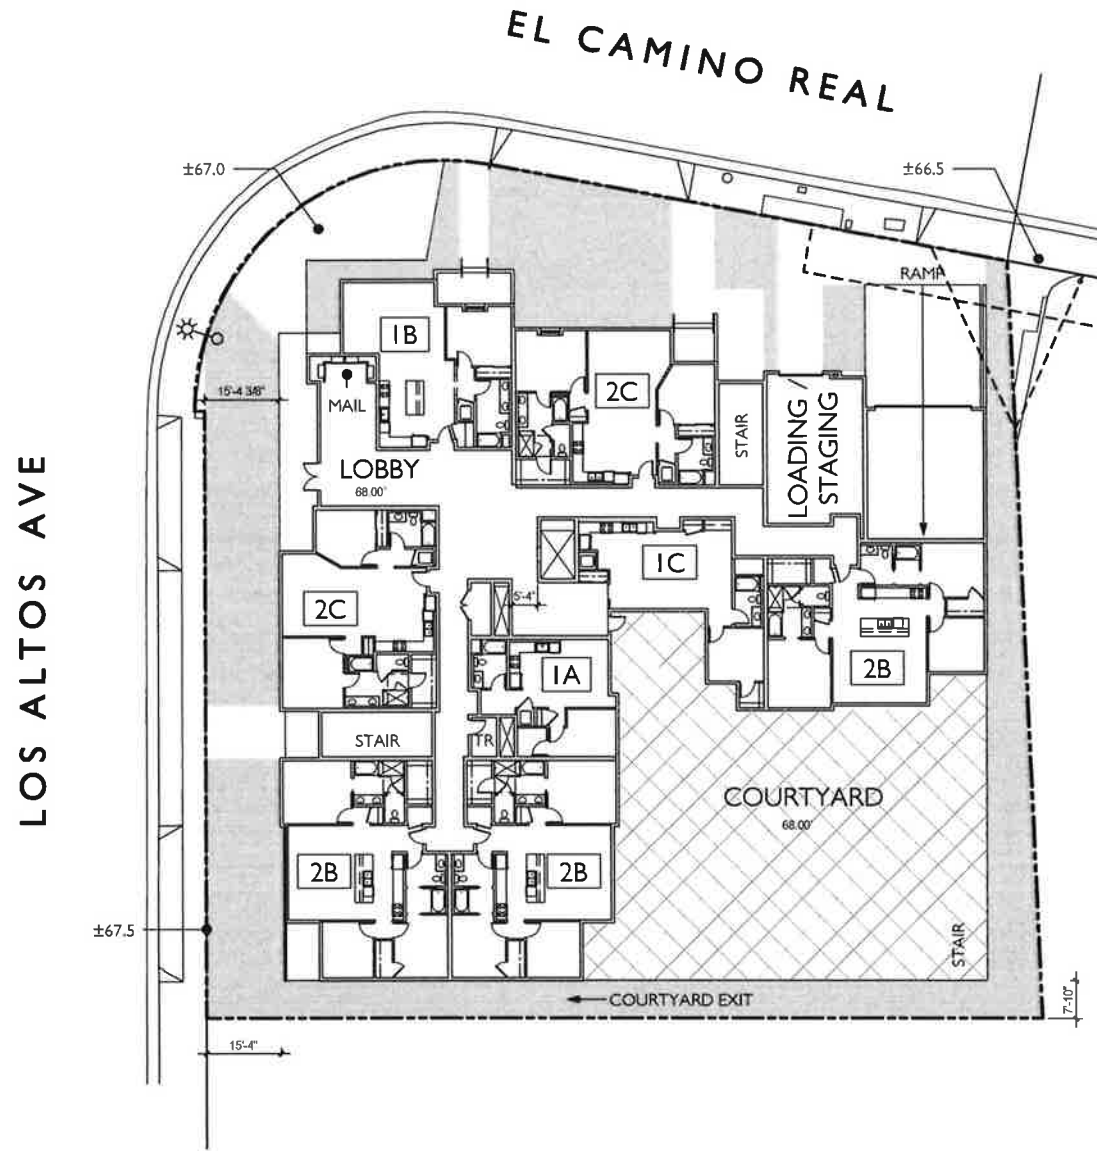 EL CAMINO REAL
±67.0
±66.5
RAMP
1B
2C
15'-4 3/8"
MAIL
STAIR
LOADING /
STAGING
LOBBY
68.00'
1C
2C
5'-4"
1A
2B
STAIR
TR
COURTYARD
68.00'
LOS ALTOS AVE
2B
2B
±67.5
STAIR
COURTYARD EXIT
7'-10"
15'-4"